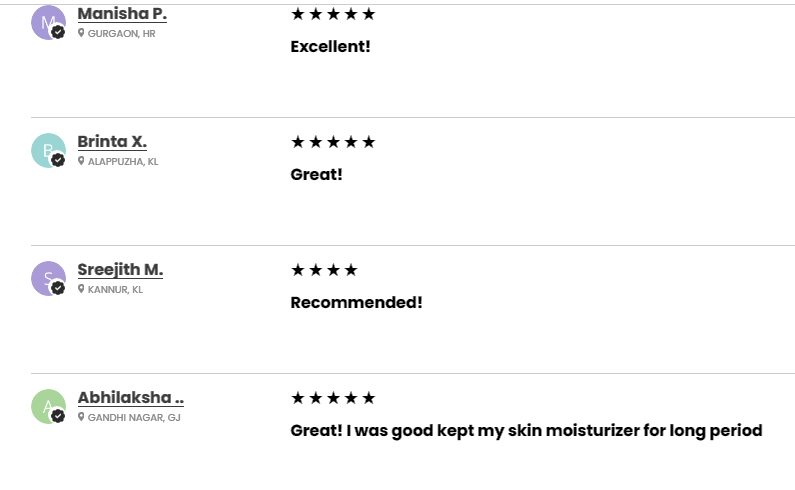 M
Manisha P.
★★★★★
GURGAON, HR
Excellent!
B
Brinta X.
★★★★★
ALAPPUZHA, KL
Great!
S
Sreejith M.
★★★★
KANNUR, KL
Recommended!
A
Abhilaksha ..
★★★★★
GANDHI NAGAR, GJ
Great! I was good kept my skin moisturizer for long period